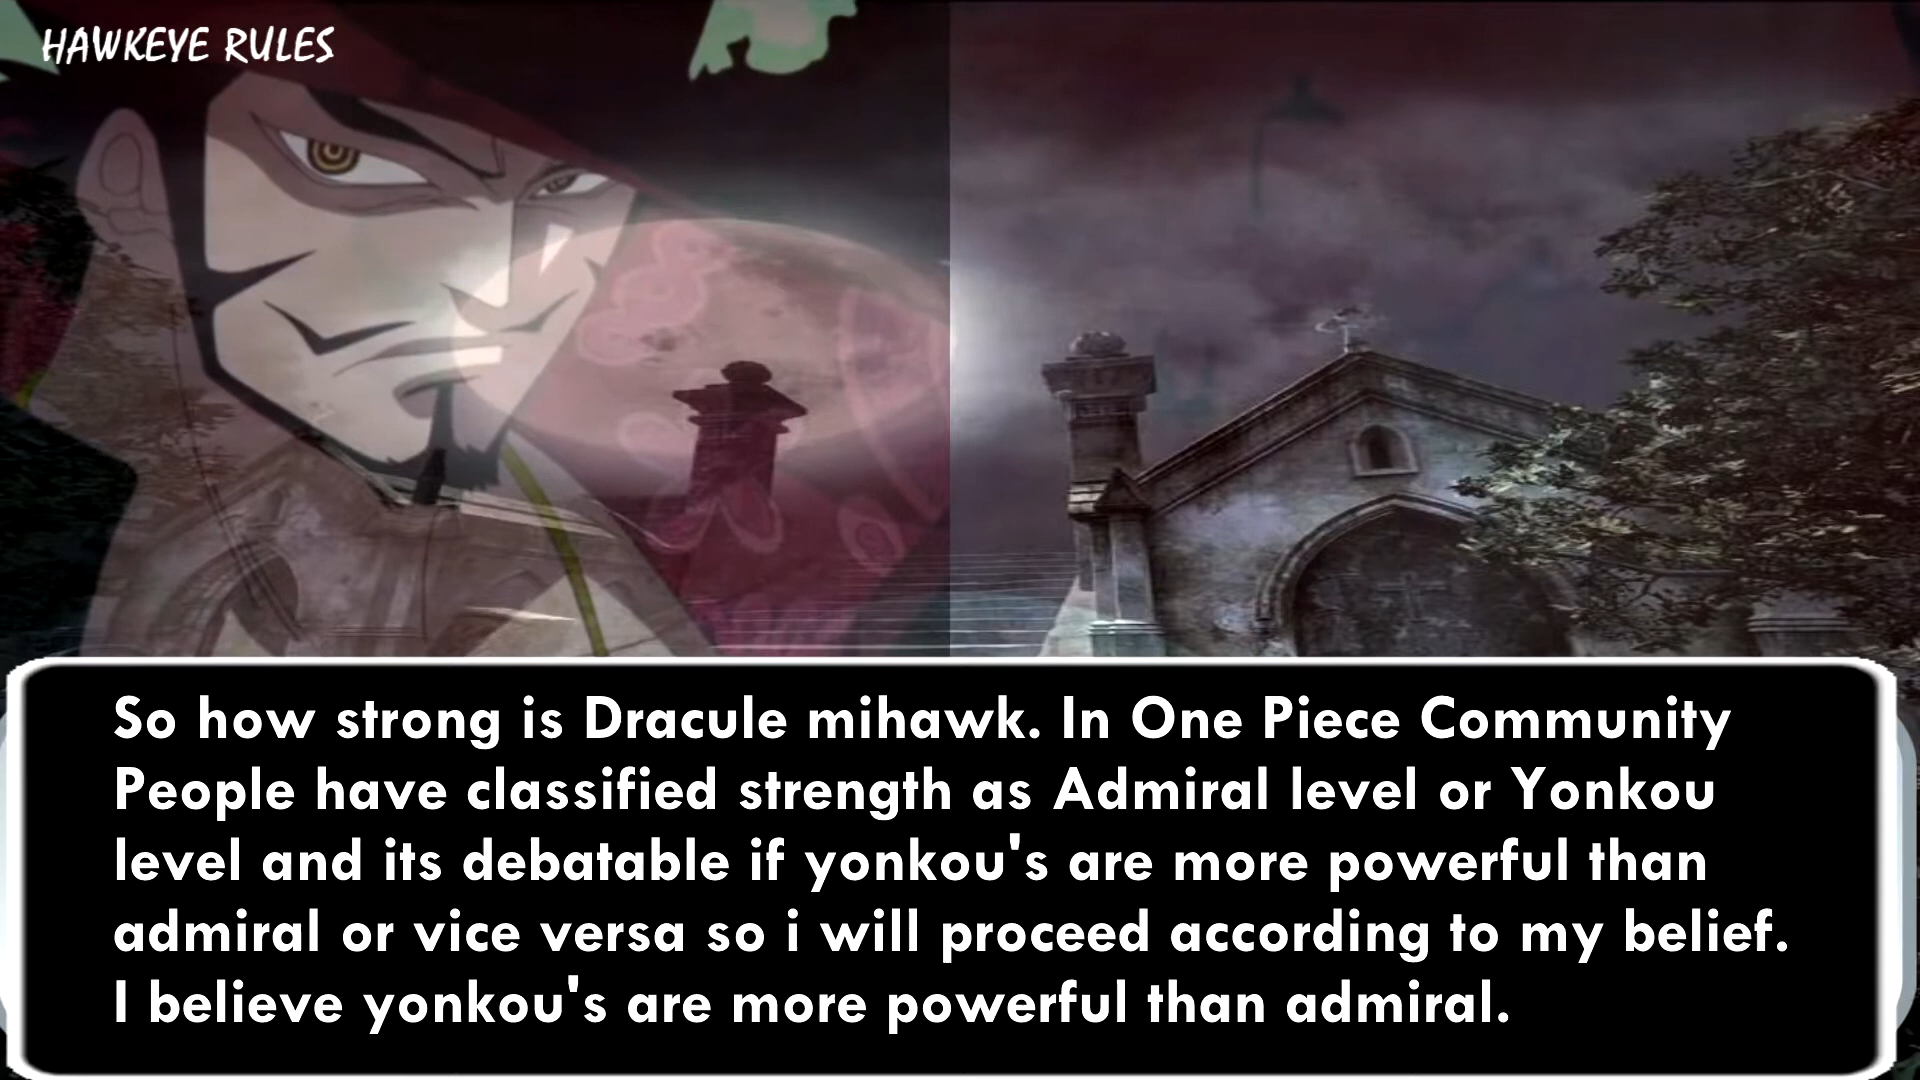 HAWKEYE RULES
So how strong is Dracule mihawk. In One Piece Community
People have classified strength as Admiral level or Yonkou
level and its debatable if yonkou's are more powerful than
admiral or vice versa so i will proceed according to my belief.
I believe yonkou's are more powerful than admiral.